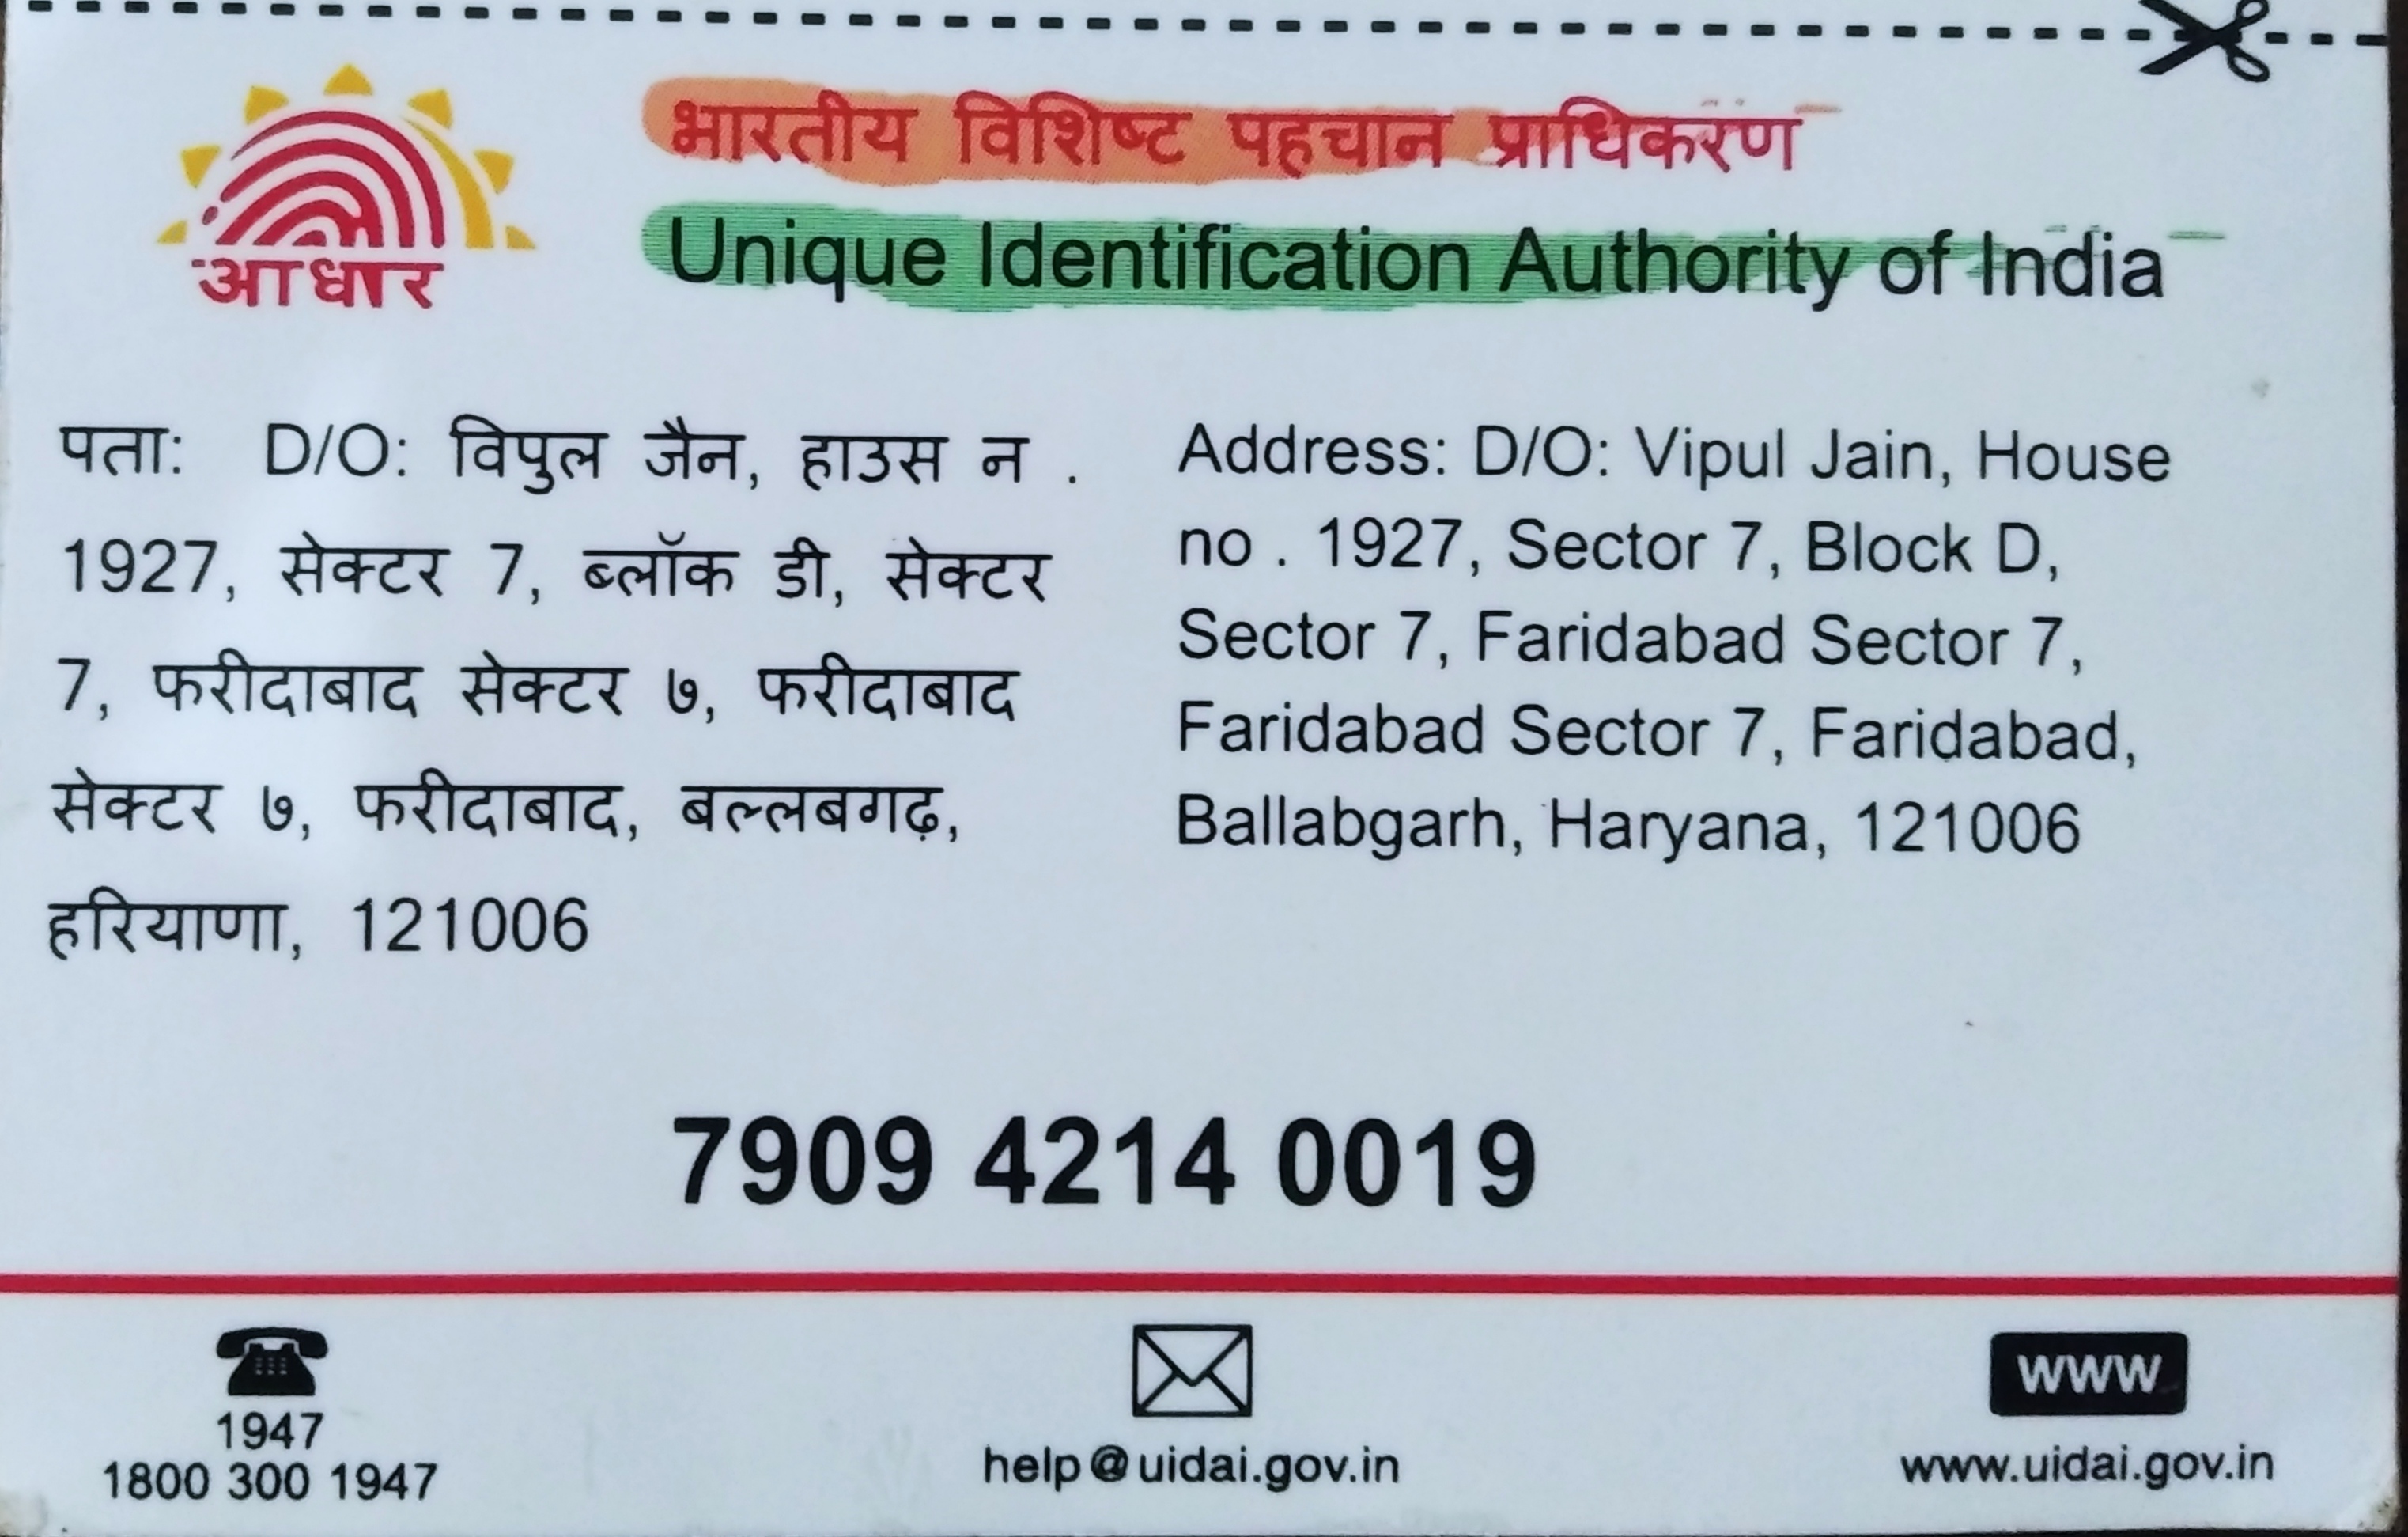 भारतीय विशिष्ट पहचान प्राधिकरण
Unique Identification Authority of India
आधार
पता: D/O: विपुल जैन, हाउस न .
1927, सेक्टर 7, ब्लॉक डी, सेक्टर
7, फरीदाबाद सेक्टर ७, फरीदाबाद
सेक्टर ७, फरीदाबाद, बल्लबगढ़,
हरियाणा, 121006
Address: D/O: Vipul Jain, House
no . 1927, Sector 7, Block D,
Sector 7, Faridabad Sector 7,
Faridabad Sector 7, Faridabad,
Ballabgarh, Haryana, 121006
7909 4214 0019
1947
1800 300 1947
help@uidai.gov.in
www
www.uidai.gov.in